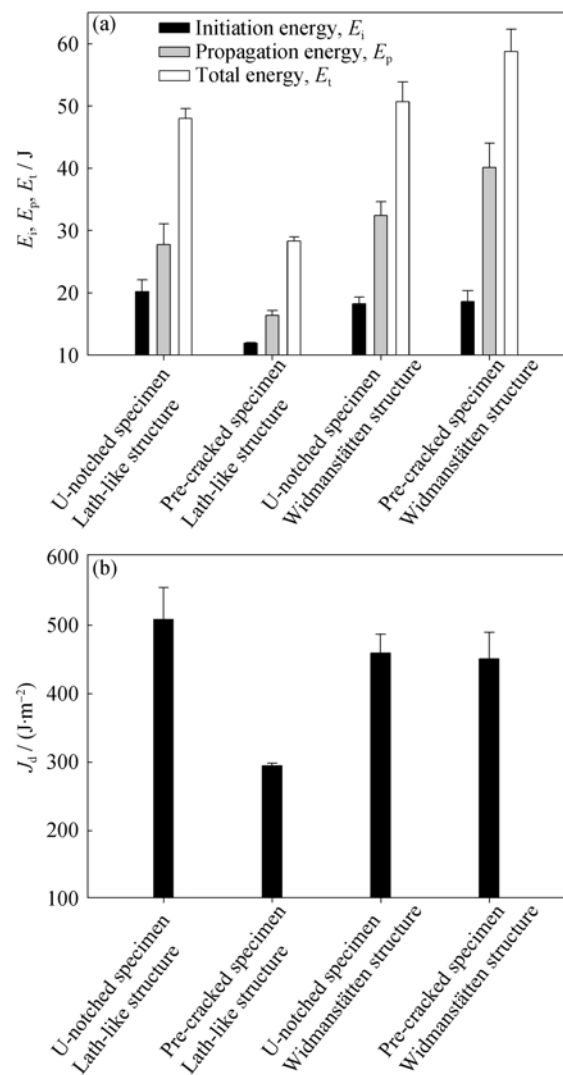 (a)
Initiation energy, Ei
Propagation energy, Ep
Total energy, Et
60
50
40
30
20
10
Ei, Ep, Et / J
U-notched specimen
Lath-like structure
Pre-cracked specimen
Lath-like structure
U-notched specimen
Widmanstätten structure
Pre-cracked specimen
Widmanstätten structure
(b)
600
500
400
300
200
100
Jd / (J·m⁻²)
U-notched specimen
Lath-like structure
Pre-cracked specimen
Lath-like structure
U-notched specimen
Widmanstätten structure
Pre-cracked specimen
Widmanstätten structure